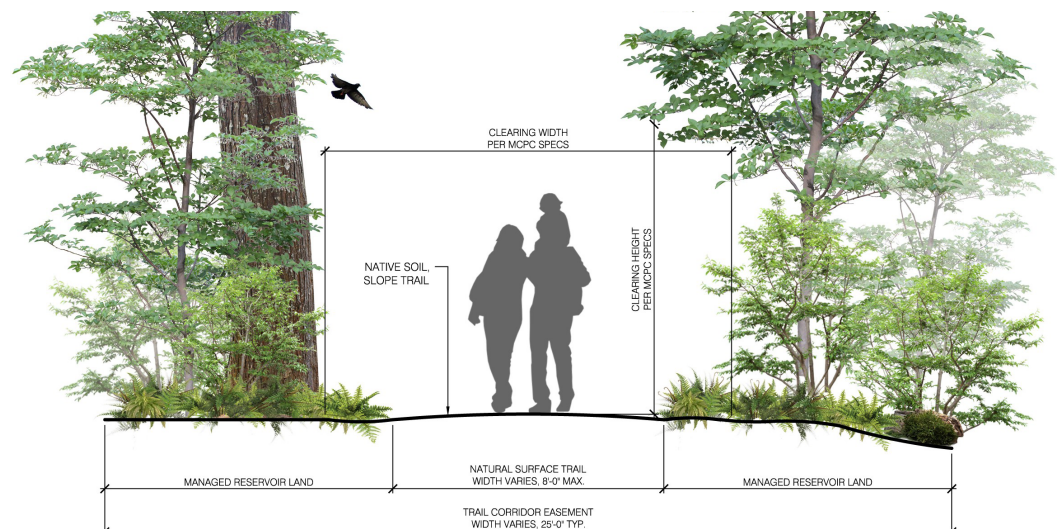 CLEARING WIDTH
PER MCPC SPECS
NATIVE SOIL,
SLOPE TRAIL
CLEARING HEIGHT
PER MCPC SPECS
MANAGED RESERVOIR LAND
NATURAL SURFACE TRAIL
WIDTH VARIES, 8'-0" MAX.
MANAGED RESERVOIR LAND
TRAIL CORRIDOR EASEMENT
WIDTH VARIES, 25'-0" TYP.